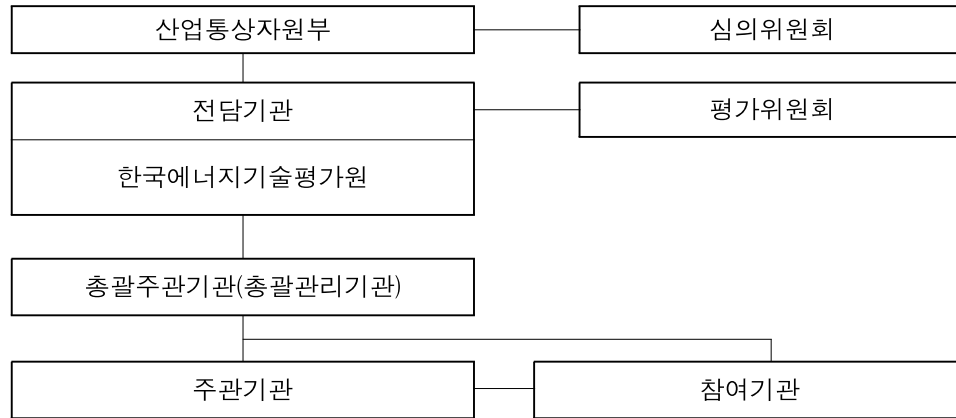 산업통상자원부
심의위원회
전담기관
평가위원회
한국에너지기술평가원
총괄주관기관(총괄관리기관)
주관기관
참여기관